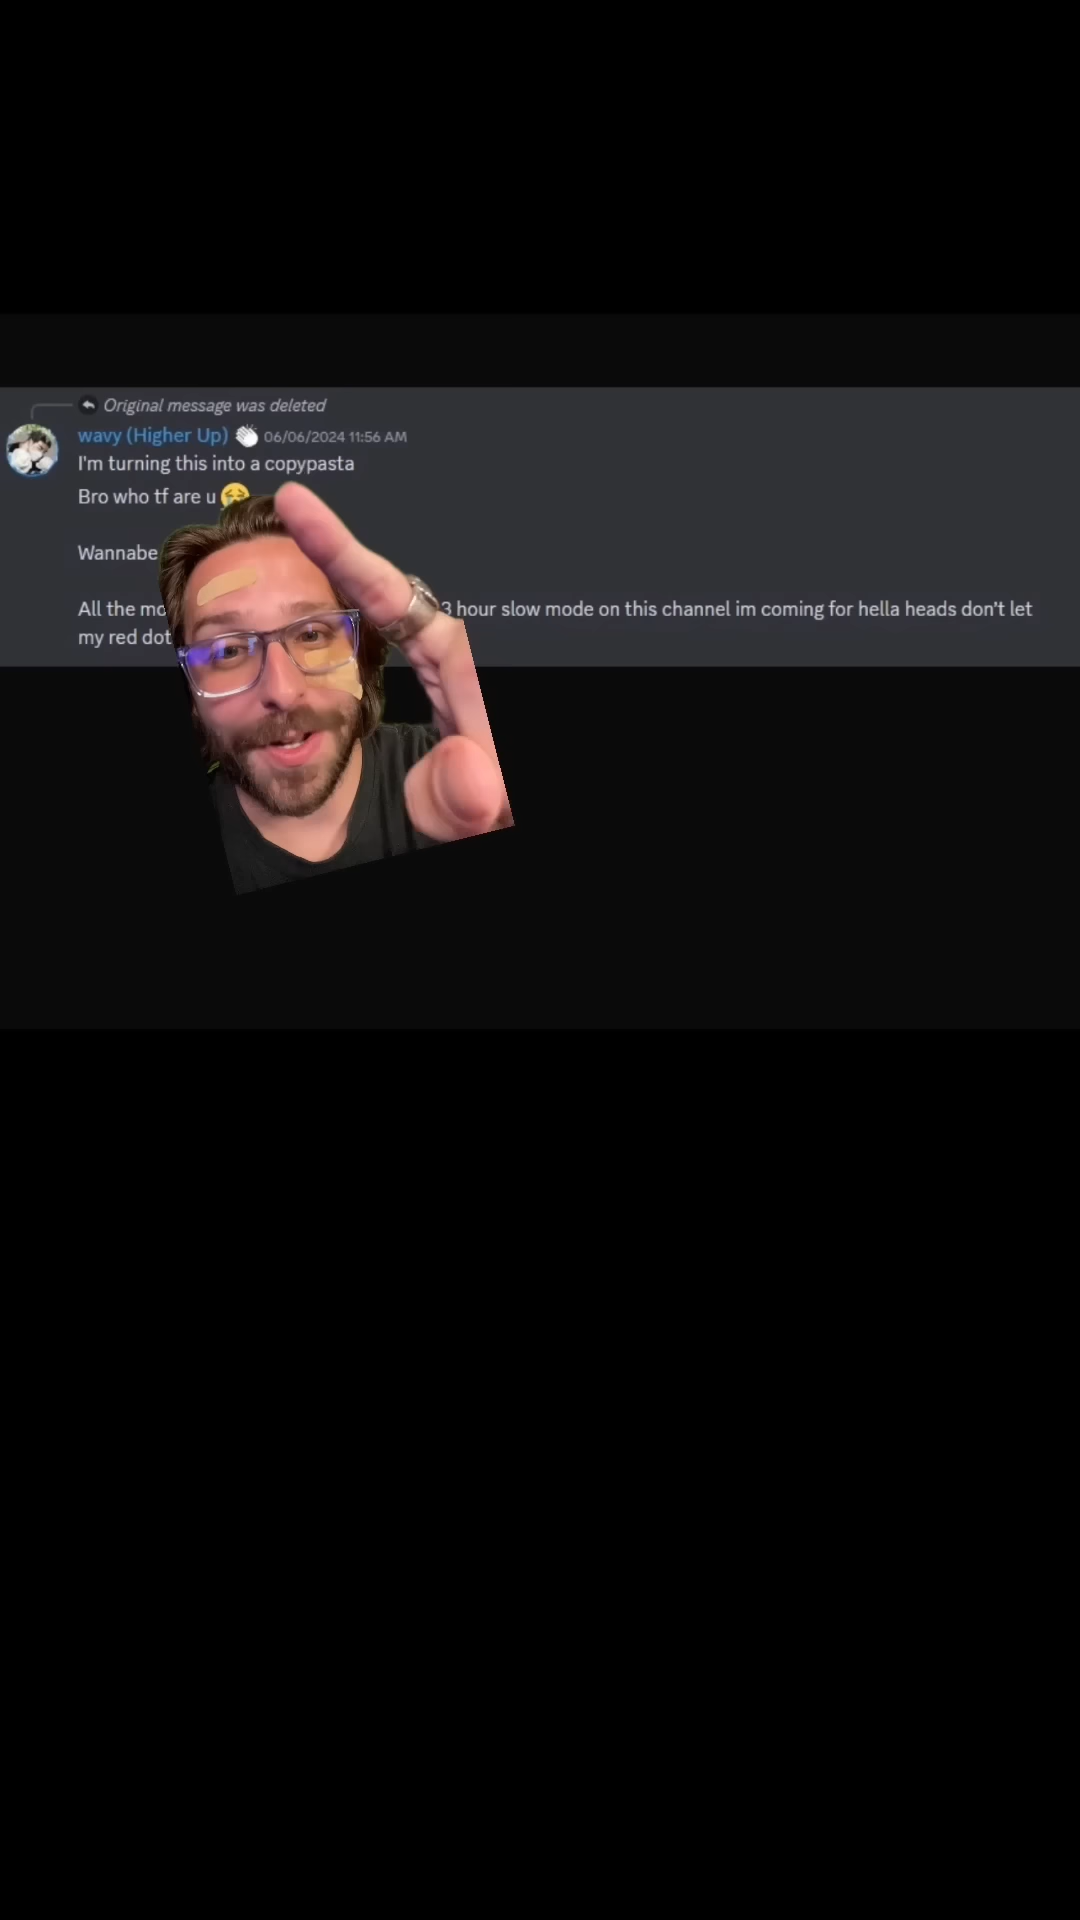 Original message was deleted
wavy (Higher Up) 06/06/2024 11:56 AM
I'm turning this into a copypasta
Bro who tf are u
Wannabe
All the 3 hour slow mode on this channel im coming for hella heads don't let
my red dot